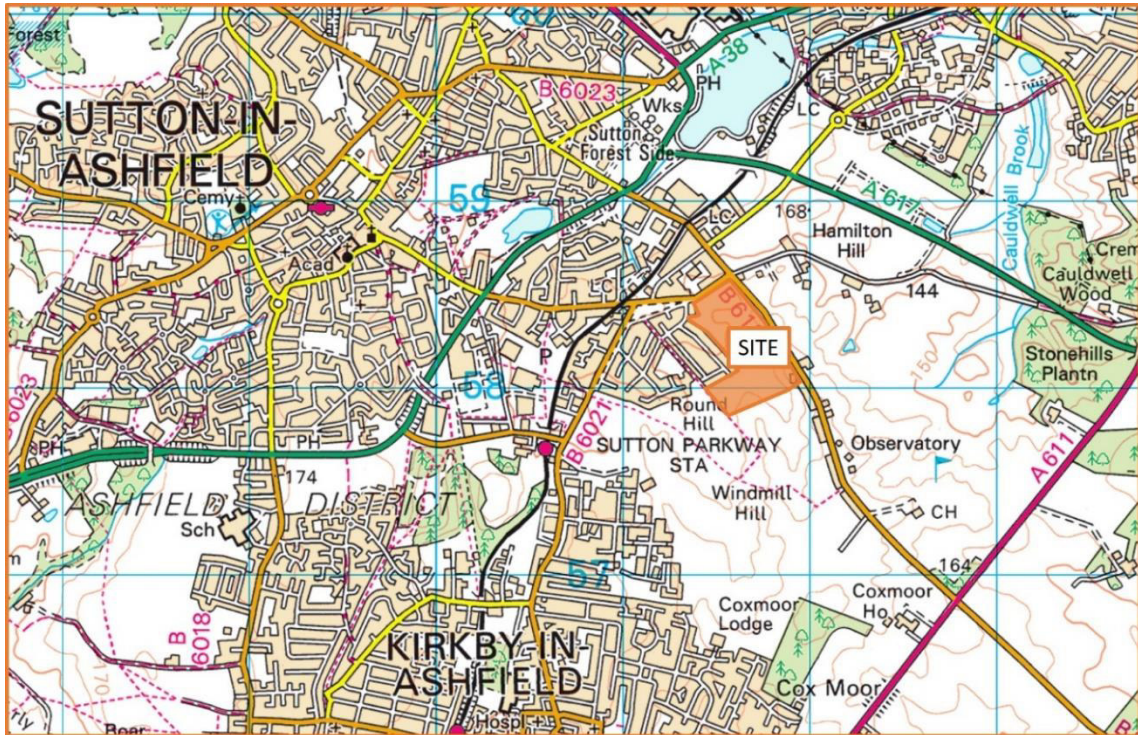 Forest
SUTTON-IN-
ASHFIELD
Cemy
Acad
B 6023
PH
A 38
Wks
Sutton
Forest Side
LC
59
LC
168
Hamilton
Hill
A 617
Cauldwell Brook
Crem
Cauldwell
Wood
144
LC
SITE
150
Stonehills
Plantn
58
P
B 6021
Round
Hill
SUTTON PARKWAY
STA
Observatory
Windmill
Hill
CH
A 611
B 6023
PH
PH
174
ASHFIELD DISTRICT
Sch
57
164
Coxmoor
Lodge
Coxmoor
Ho
Cox Moor
B
6018
170
KIRKBY-IN-
ASHFIELD
Hospl